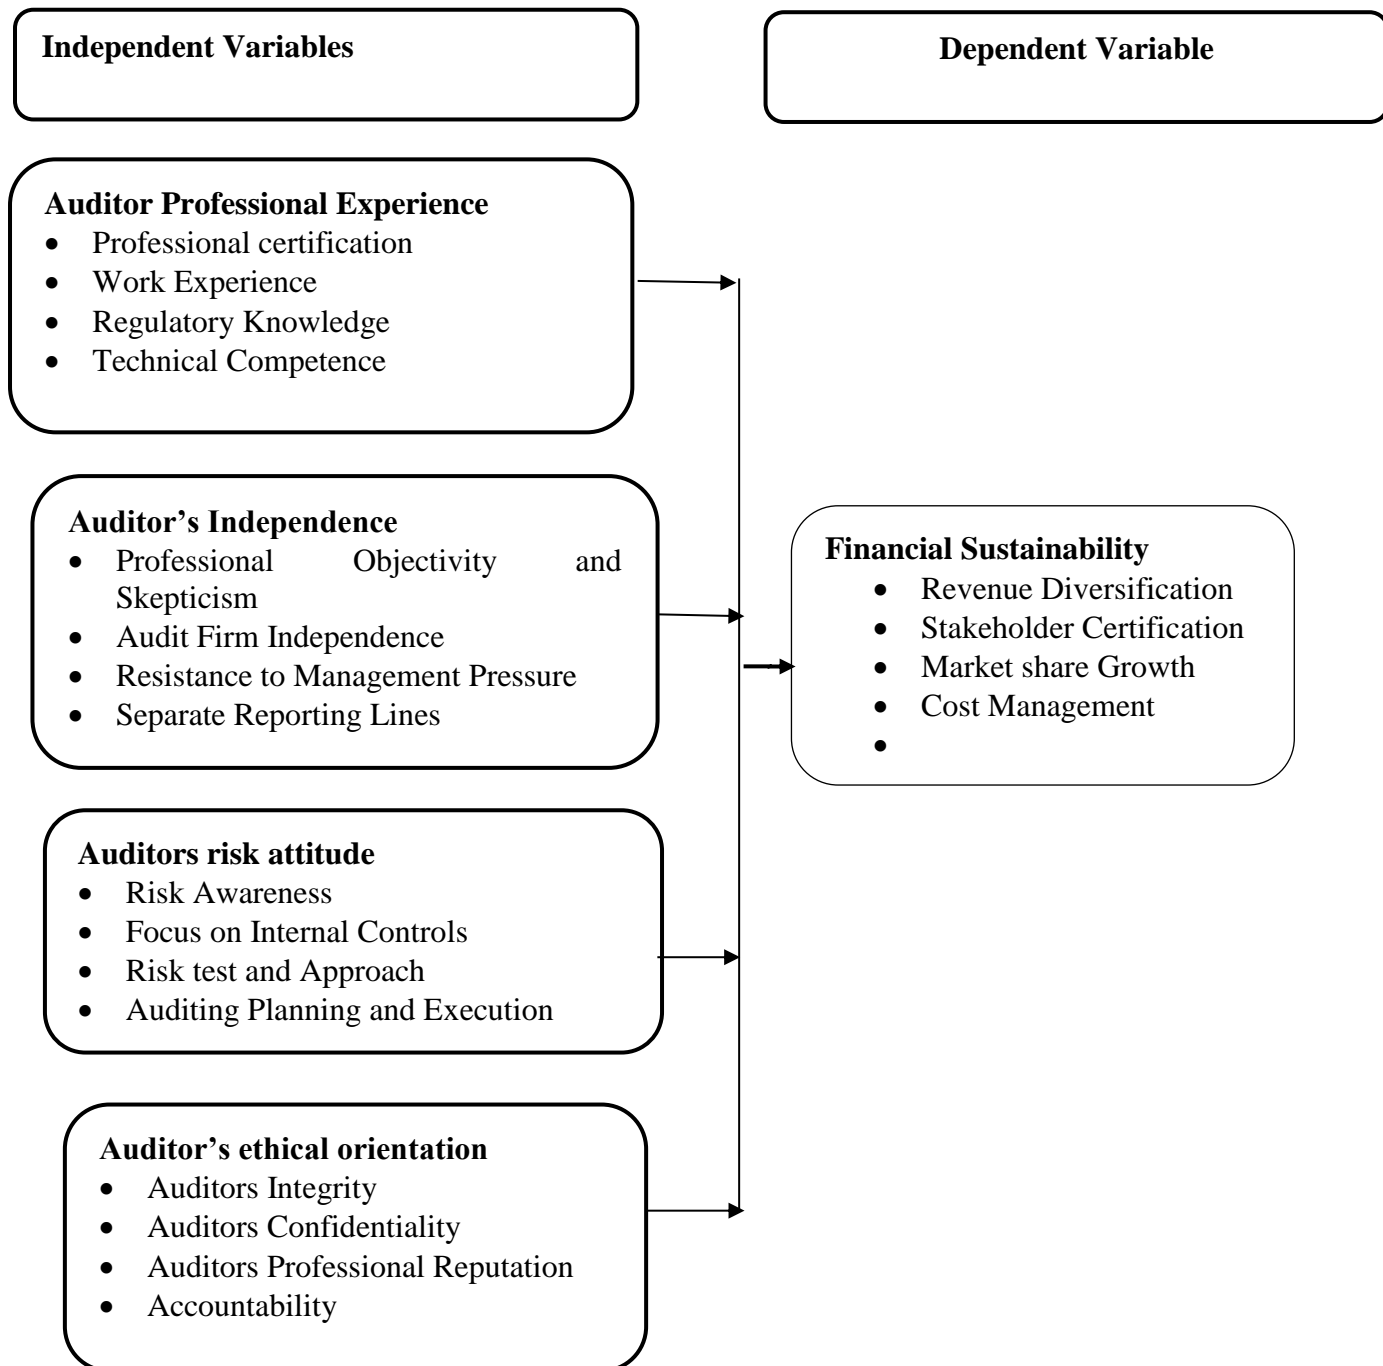 Independent Variables
Dependent Variable
Auditor Professional Experience
• Professional certification
• Work Experience
• Regulatory Knowledge
• Technical Competence
Auditor’s Independence
• Professional Objectivity and
Skepticism
• Audit Firm Independence
• Resistance to Management Pressure
• Separate Reporting Lines
Financial Sustainability
• Revenue Diversification
• Stakeholder Certification
• Market share Growth
• Cost Management
•
Auditors risk attitude
• Risk Awareness
• Focus on Internal Controls
• Risk test and Approach
• Auditing Planning and Execution
Auditor’s ethical orientation
• Auditors Integrity
• Auditors Confidentiality
• Auditors Professional Reputation
• Accountability